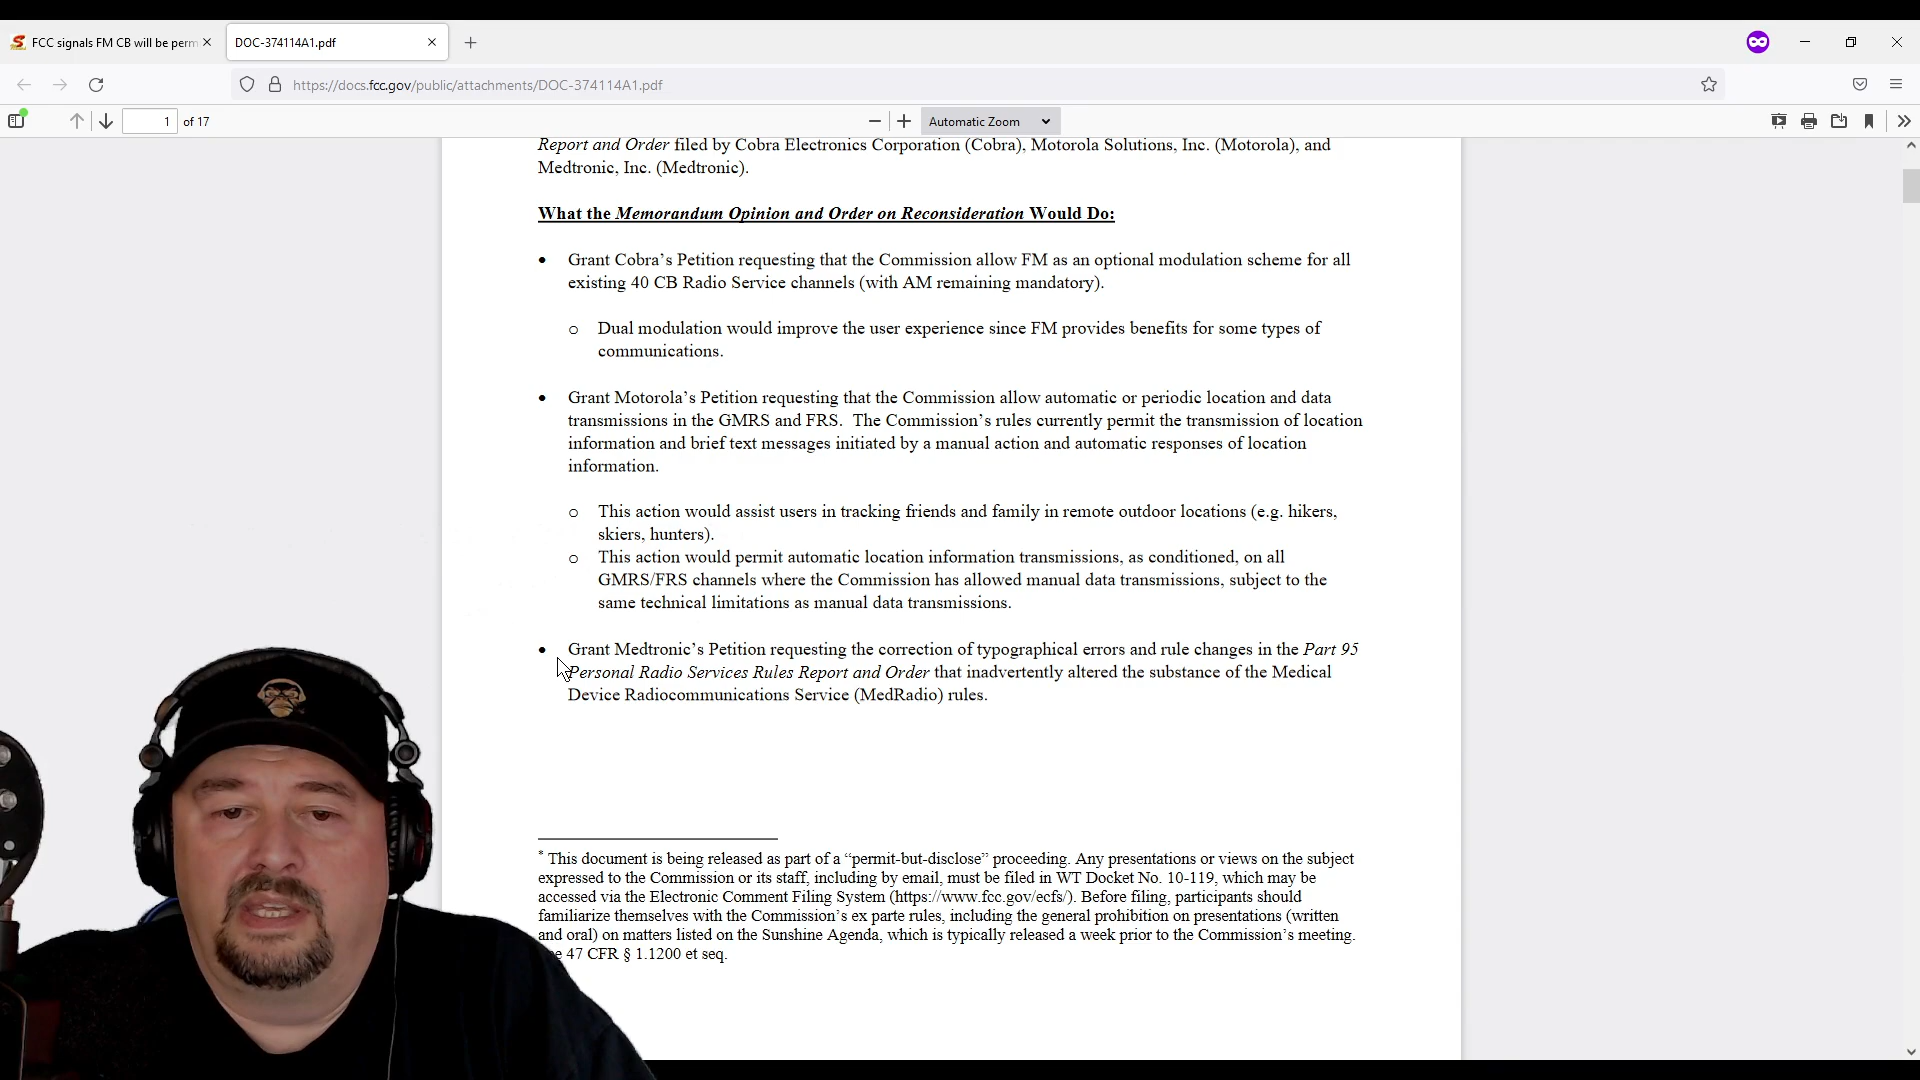 FCC signals FM CB will be perm
DOC-374114A1.pdf
https://docs.fcc.gov/public/attachments/DOC-374114A1.pdf
1 of 17
Automatic Zoom
Report and Order filed by Cobra Electronics Corporation (Cobra), Motorola Solutions, Inc. (Motorola), and
Medtronic, Inc. (Medtronic).
What the Memorandum Opinion and Order on Reconsideration Would Do:
• Grant Cobra’s Petition requesting that the Commission allow FM as an optional modulation scheme for all
existing 40 CB Radio Service channels (with AM remaining mandatory).
o Dual modulation would improve the user experience since FM provides benefits for some types of
communications.
• Grant Motorola’s Petition requesting that the Commission allow automatic or periodic location and data
transmissions in the GMRS and FRS.  The Commission’s rules currently permit the transmission of location
information and brief text messages initiated by a manual action and automatic responses of location
information.
o This action would assist users in tracking friends and family in remote outdoor locations (e.g. hikers,
skiers, hunters).
o This action would permit automatic location information transmissions, as conditioned, on all
GMRS/FRS channels where the Commission has allowed manual data transmissions, subject to the
same technical limitations as manual data transmissions.
• Grant Medtronic’s Petition requesting the correction of typographical errors and rule changes in the Part 95
Personal Radio Services Rules Report and Order that inadvertently altered the substance of the Medical
Device Radiocommunications Service (MedRadio) rules.
* This document is being released as part of a “permit-but-disclose” proceeding. Any presentations or views on the subject
expressed to the Commission or its staff, including by email, must be filed in WT Docket No. 10-119, which may be
accessed via the Electronic Comment Filing System (https://www.fcc.gov/ecfs/). Before filing, participants should
familiarize themselves with the Commission’s ex parte rules, including the general prohibition on presentations (written
and oral) on matters listed on the Sunshine Agenda, which is typically released a week prior to the Commission’s meeting.
47 CFR § 1.1200 et seq.